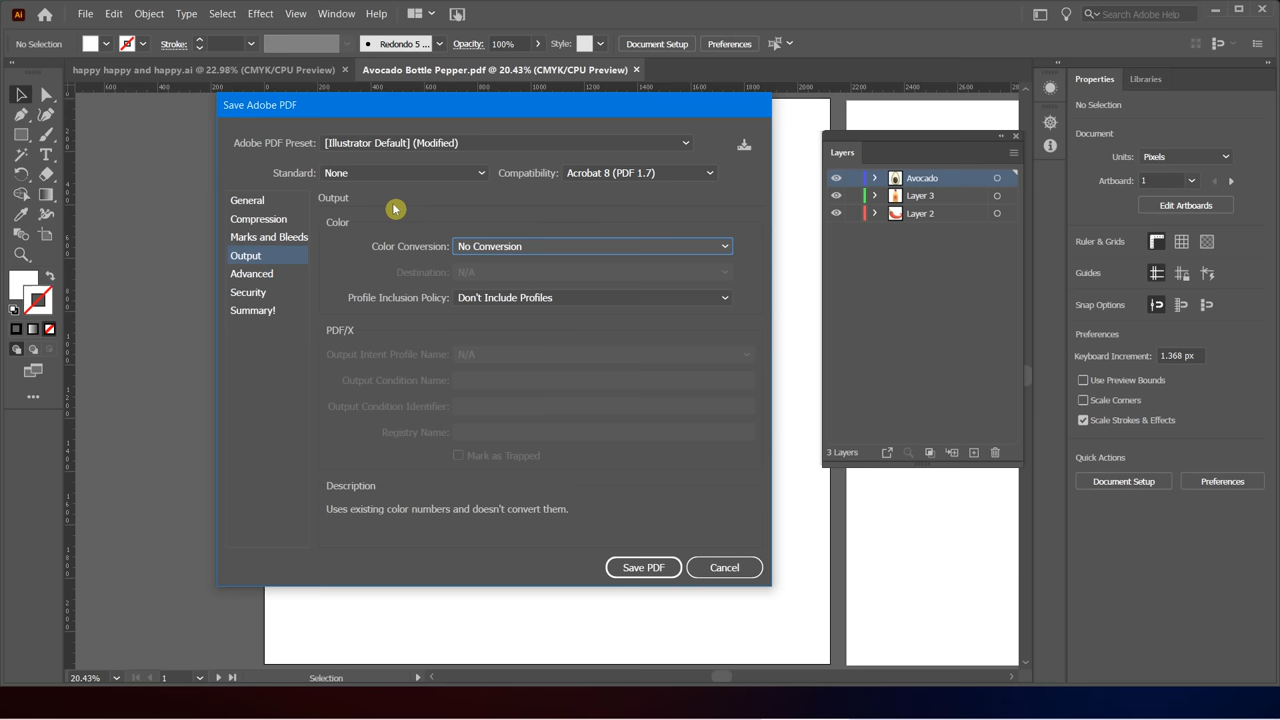 Ai File Edit Object Type Select Effect View Window Help Search Adobe Help
No Selection Stroke: Redondo 5 ... Opacity: 100% Style: Document Setup Preferences
happy happy and happy.ai @ 22.98% (CMYK/CPU Preview) Avocado Bottle Pepper.pdf @ 20.43% (CMYK/CPU Preview)
Save Adobe PDF
Adobe PDF Preset: [Illustrator Default] (Modified)
Standard: None Compatibility: Acrobat 8 (PDF 1.7)
General
Compression
Marks and Bleeds
Output
Advanced
Security
Summary!
Output
Color
Color Conversion: No Conversion
Destination: N/A
Profile Inclusion Policy: Don't Include Profiles
PDF/X
Output Intent Profile Name: N/A
Output Condition Name:
Output Condition Identifier:
Registry Name:
Mark as Trapped
Description
Uses existing color numbers and doesn't convert them.
Save PDF Cancel
Layers
Avocado
Layer 3
Layer 2
3 Layers
Properties Libraries
No Selection
Document
Units: Pixels
Artboard: 1
Edit Artboards
Ruler & Grids
Guides
Snap Options
Preferences
Keyboard Increment: 1.368 px
Use Preview Bounds
Scale Corners
Scale Strokes & Effects
Quick Actions
Document Setup Preferences
20.43% 1 Selection